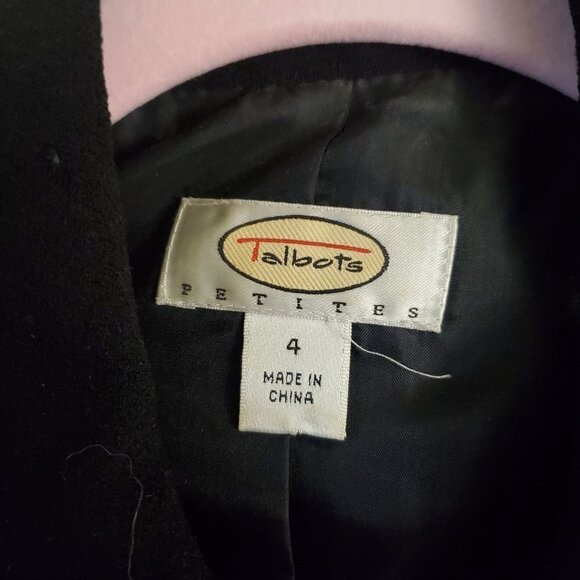 Talbots
PETITES
4
MADE IN
CHINA